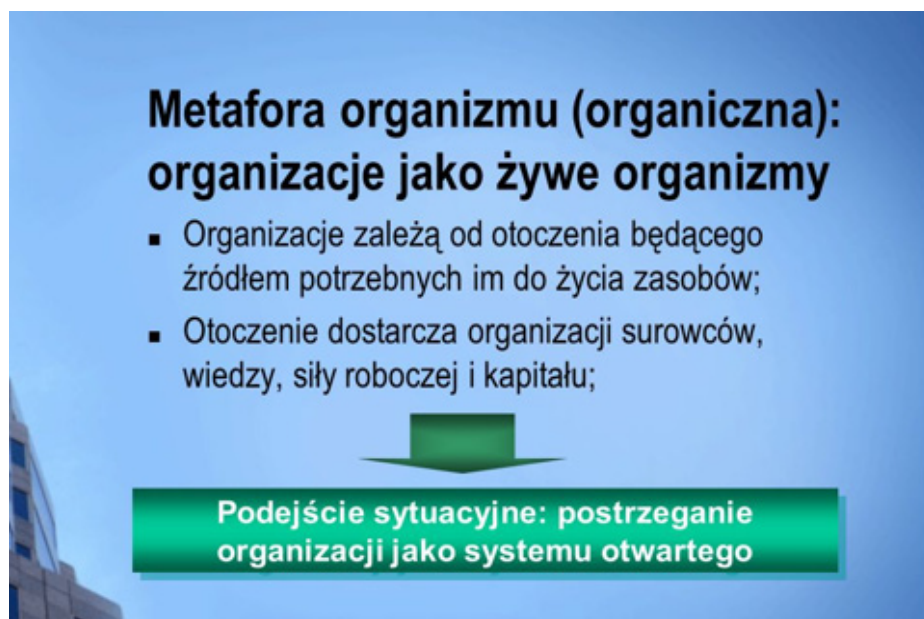 Metafora organizmu (organiczna):
organizacje jako żywe organizmy
▪ Organizacje zależą od otoczenia będącego
źródłem potrzebnych im do życia zasobów;
▪ Otoczenie dostarcza organizacji surowców,
wiedzy, siły roboczej i kapitału;
Podejście sytuacyjne: postrzeganie
organizacji jako systemu otwartego